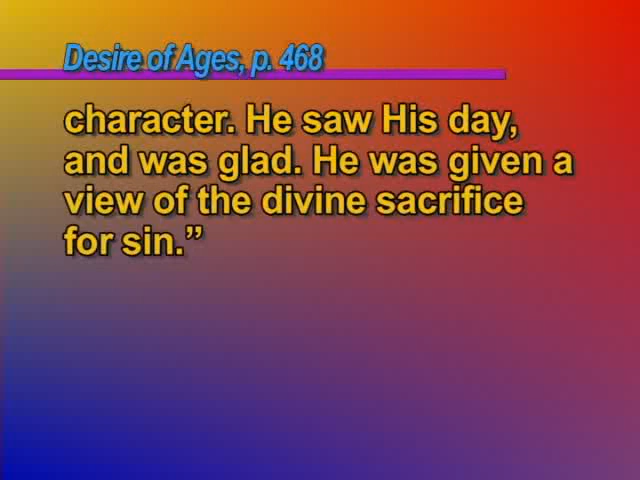 Desire of Ages, p. 468
character. He saw His day,
and was glad. He was given a
view of the divine sacrifice
for sin.”